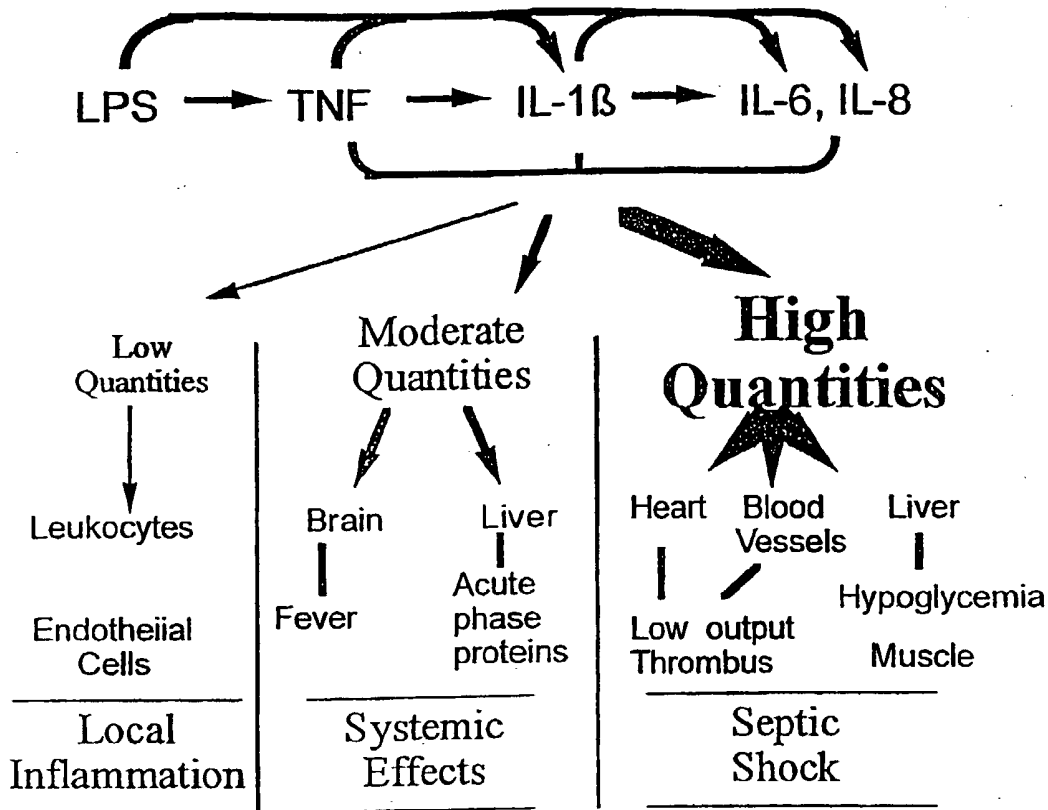 LPS TNF IL-1ß IL-6, IL-8
Low
Quantities
Moderate
Quantities
High
Quantities
Leukocytes
Endotheiial
Cells
Brain
Liver
Fever
Acute
phase
proteins
Heart
Blood
Vessels
Liver
Low output
Thrombus
Hypoglycemia
Muscle
Local
Inflammation
Systemic
Effects
Septic
Shock